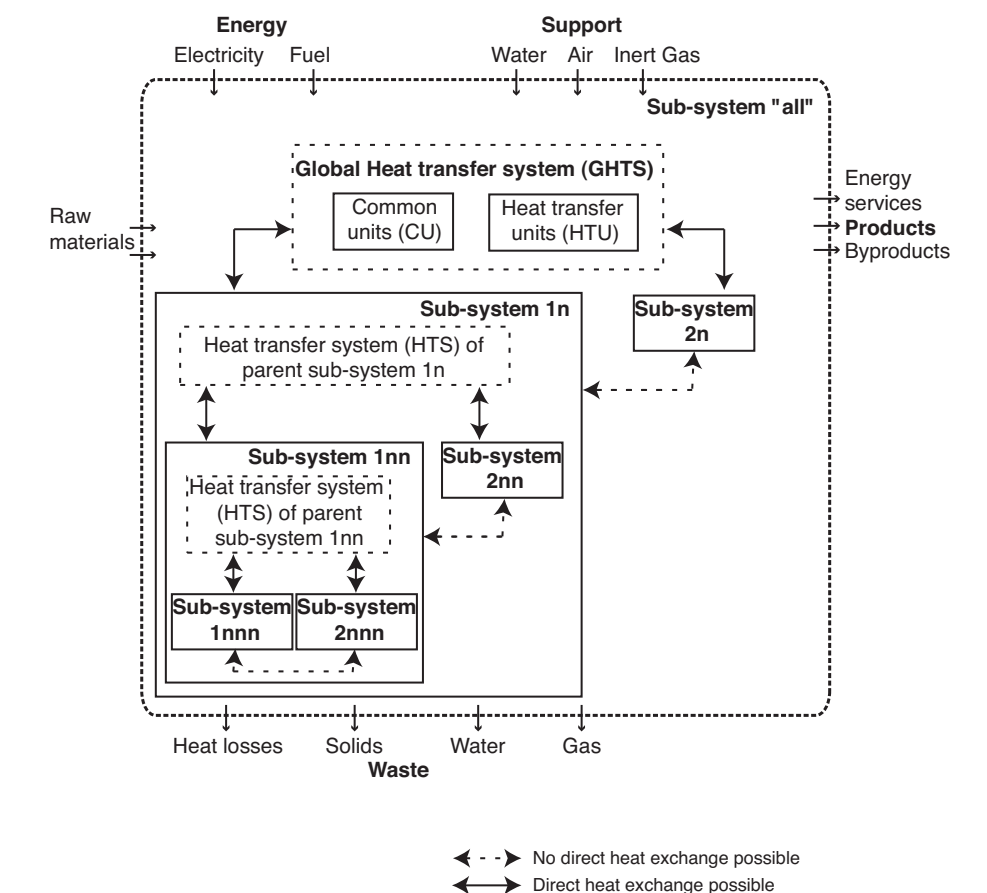 Energy
Support
Electricity Fuel
Water Air Inert Gas
Sub-system "all"
Global Heat transfer system (GHTS)
Common
units (CU)
Heat transfer
units (HTU)
Raw
materials
Energy
services
Products
Byproducts
Sub-system 1n
Sub-system
2n
Heat transfer system (HTS) of
parent sub-system 1n
Sub-system 1nn
Sub-system
2nn
Heat transfer system
(HTS) of parent
sub-system 1nn
Sub-system
1nnn
Sub-system
2nnn
Heat losses Solids Water Gas
Waste
No direct heat exchange possible
Direct heat exchange possible